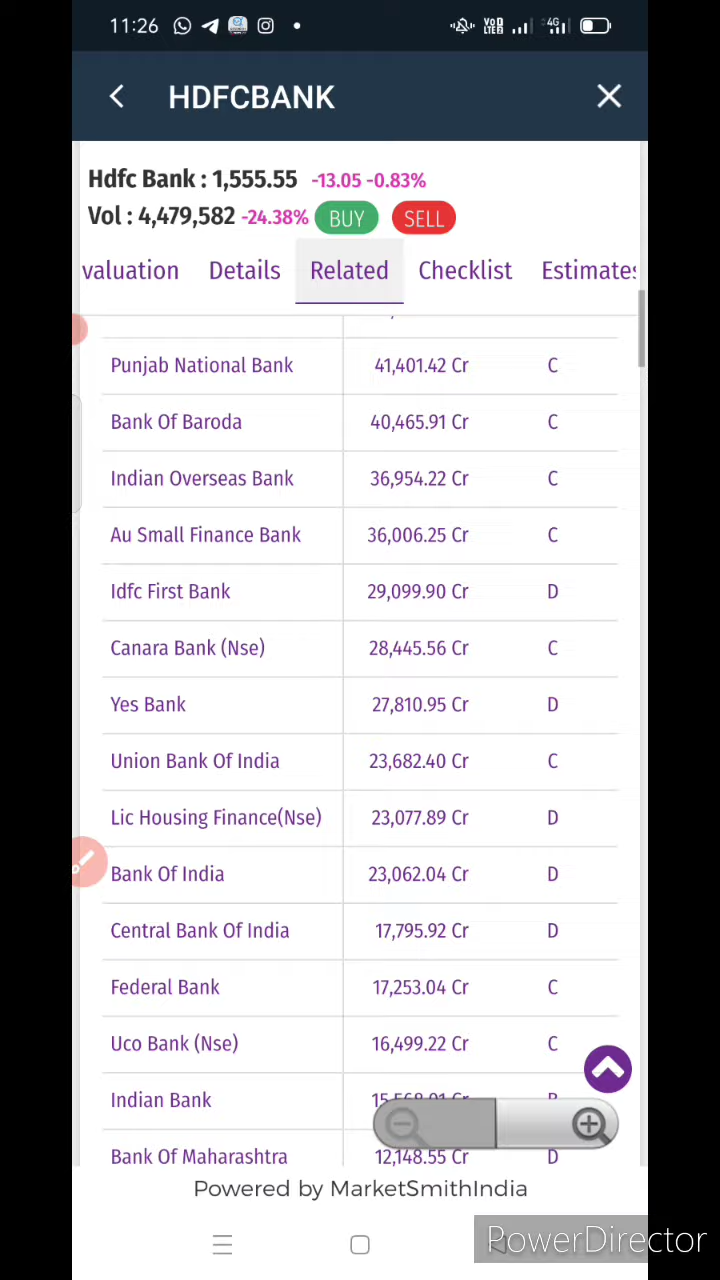 11:26 VoD LTE2 4G
HDFCBANK
Hdfc Bank : 1,555.55 -13.05 -0.83%
Vol : 4,479,582 -24.38% BUY SELL
valuation Details Related Checklist Estimates
Punjab National Bank 41,401.42 Cr C
Bank Of Baroda 40,465.91 Cr C
Indian Overseas Bank 36,954.22 Cr C
Au Small Finance Bank 36,006.25 Cr C
Idfc First Bank 29,099.90 Cr D
Canara Bank (Nse) 28,445.56 Cr C
Yes Bank 27,810.95 Cr D
Union Bank Of India 23,682.40 Cr C
Lic Housing Finance(Nse) 23,077.89 Cr D
Bank Of India 23,062.04 Cr D
Central Bank Of India 17,795.92 Cr D
Federal Bank 17,253.04 Cr C
Uco Bank (Nse) 16,499.22 Cr C
Indian Bank
Bank Of Maharashtra 12,148.55 Cr D
Powered by MarketSmithIndia
PowerDirector